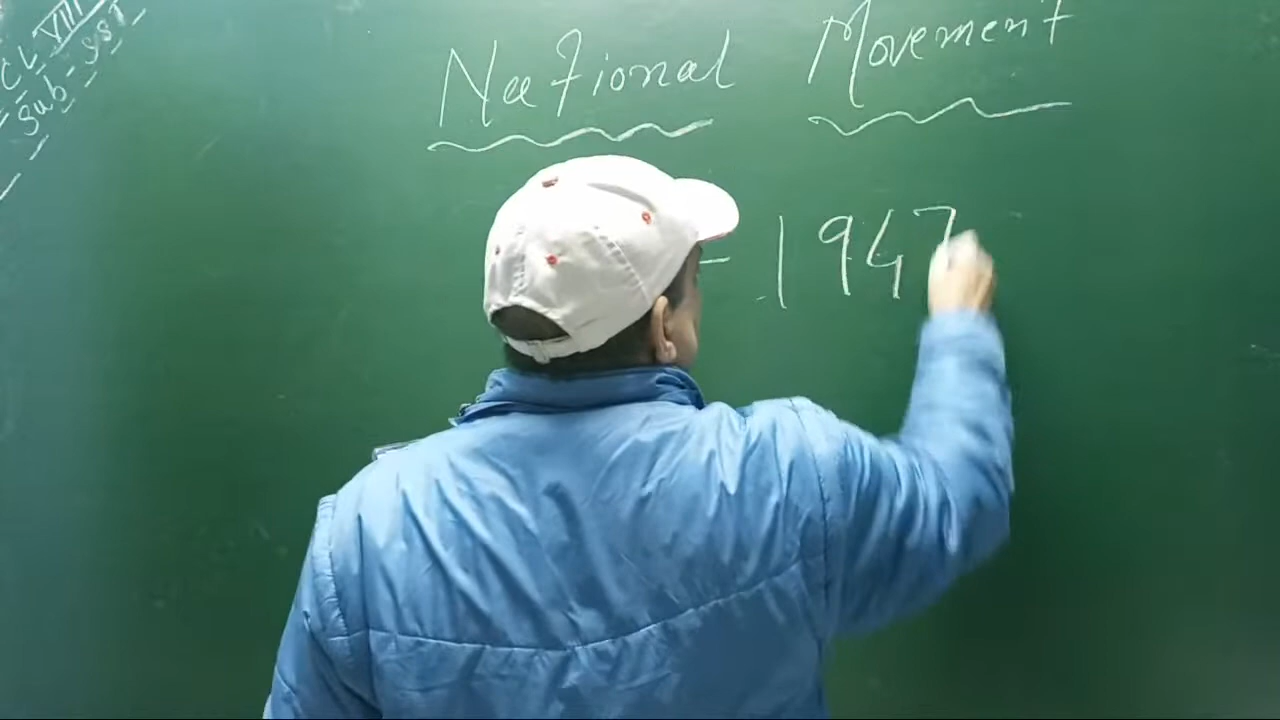 CL - VIII
Sub - SST
National Movement
- 1947